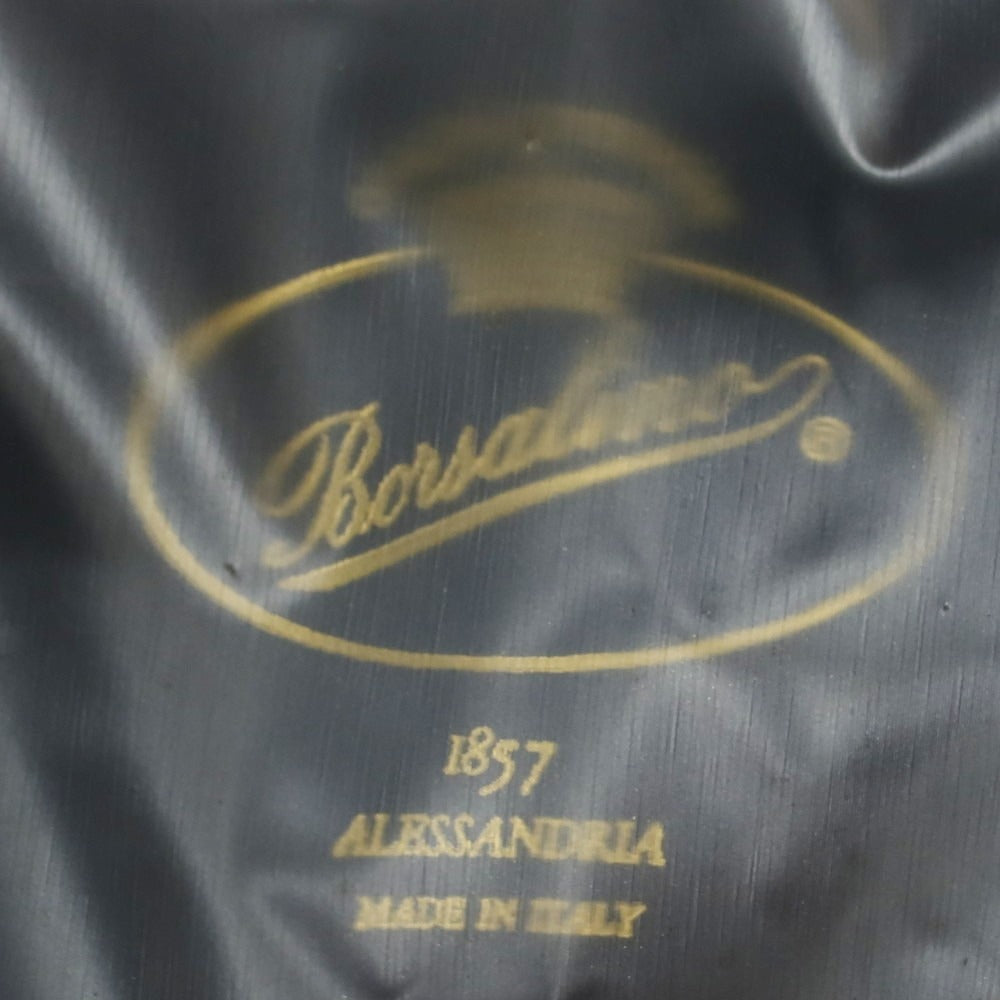 Borsalino ®
1857
ALESSANDRIA
MADE IN ITALY